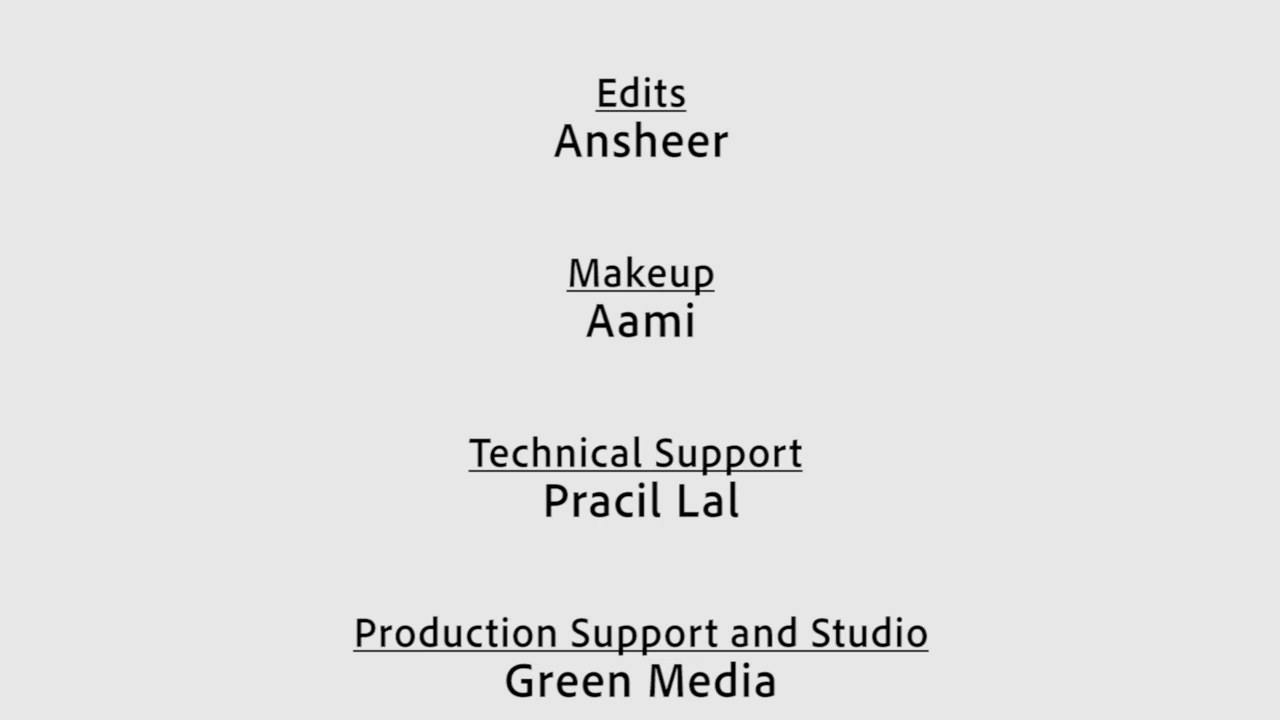 Edits
Ansheer
Makeup
Aami
Technical Support
Pracil Lal
Production Support and Studio
Green Media